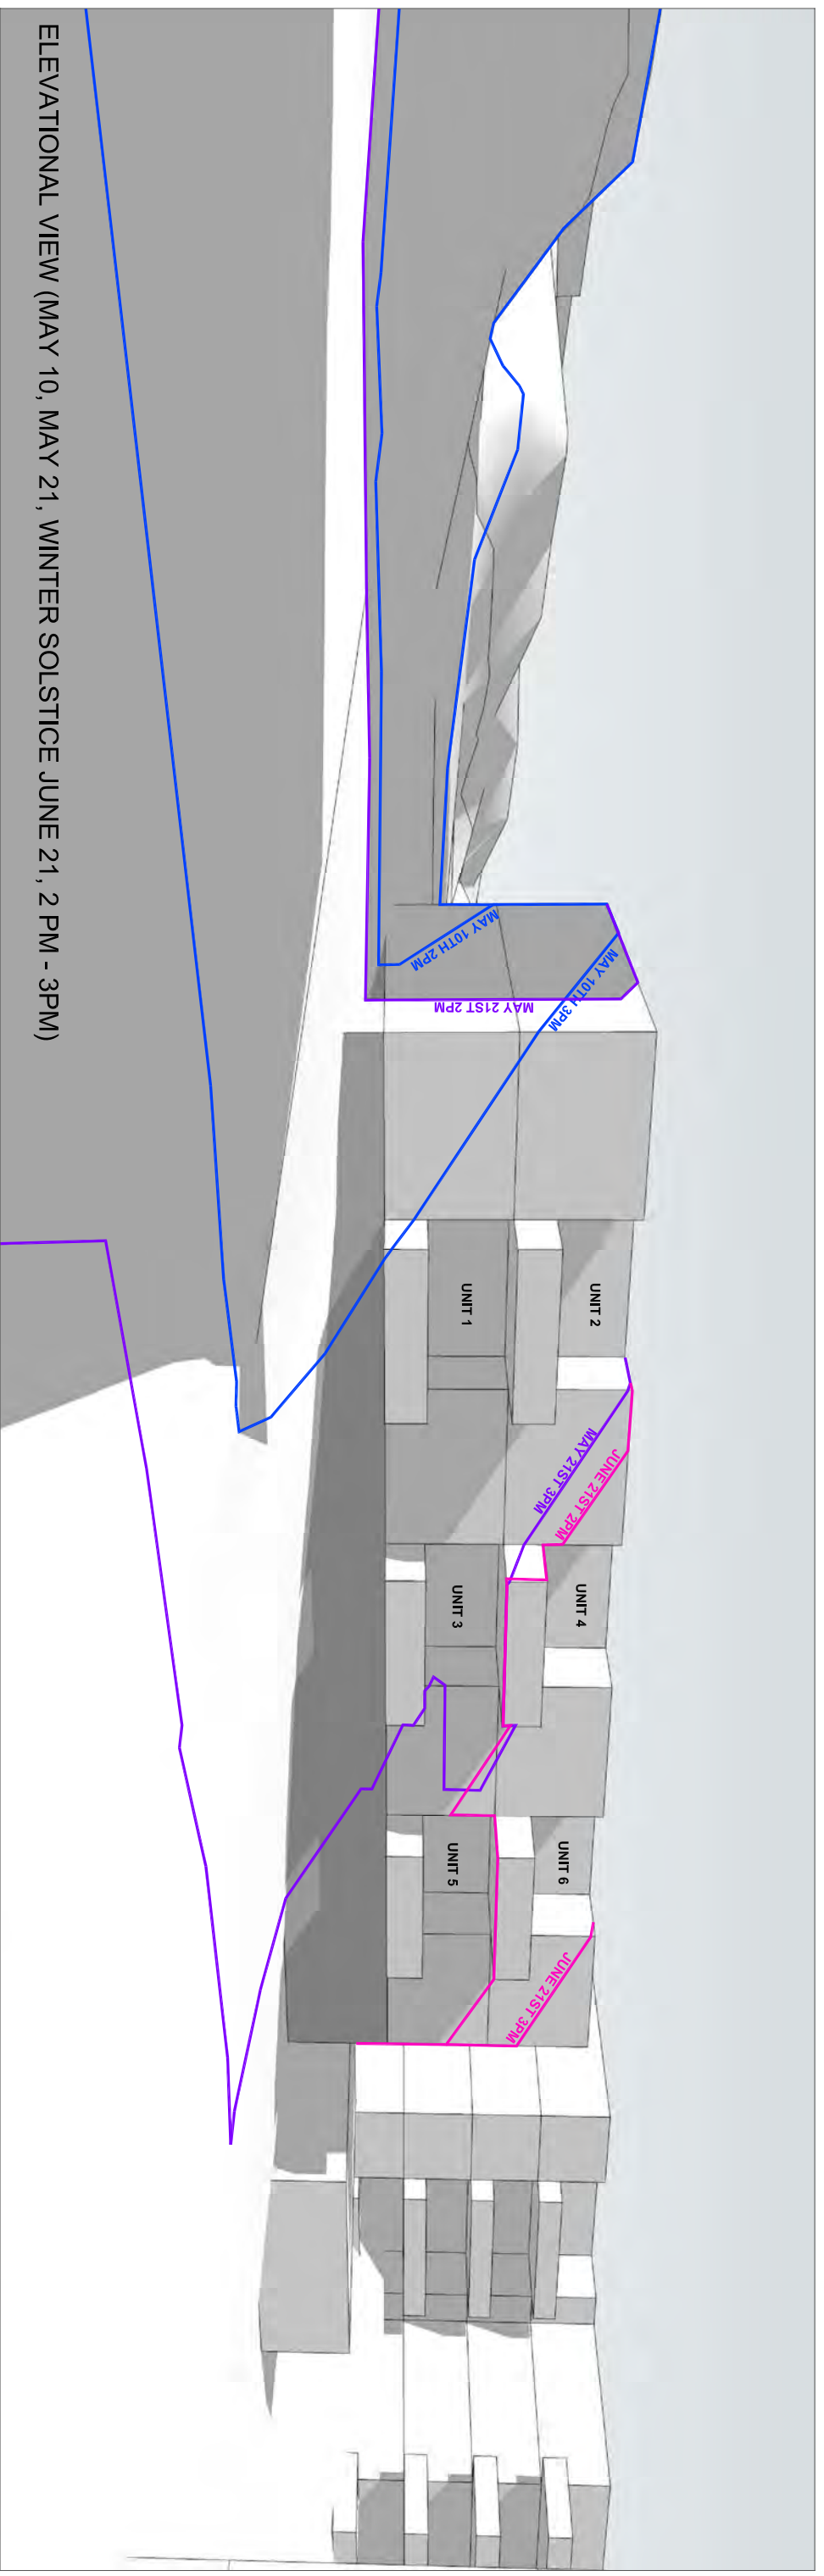 MAY 10TH 2PM
MAY 10TH 3PM
MAY 21ST 2PM
UNIT 2
UNIT 1
MAY 21ST 3PM
JUNE 21ST 2PM
UNIT 4
UNIT 3
UNIT 6
UNIT 5
JUNE 21ST 3PM
ELEVATIONAL VIEW (MAY 10, MAY 21, WINTER SOLSTICE JUNE 21, 2 PM - 3PM)